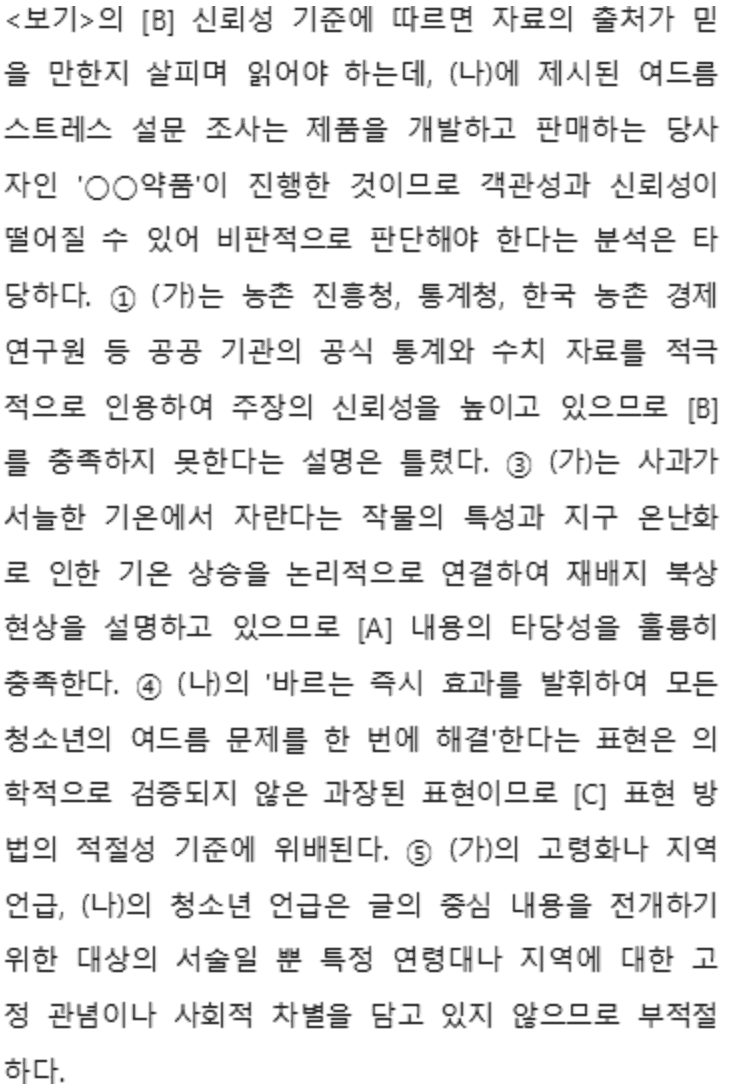 <보기>의 [B] 신뢰성 기준에 따르면 자료의 출처가 믿
을 만한지 살피며 읽어야 하는데, (나)에 제시된 여드름
스트레스 설문 조사는 제품을 개발하고 판매하는 당사
자인 '○○약품'이 진행한 것이므로 객관성과 신뢰성이
떨어질 수 있어 비판적으로 판단해야 한다는 분석은 타
당하다. ① (가)는 농촌 진흥청, 통계청, 한국 농촌 경제
연구원 등 공공 기관의 공식 통계와 수치 자료를 적극
적으로 인용하여 주장의 신뢰성을 높이고 있으므로 [B]
를 충족하지 못한다는 설명은 틀렸다. ③ (가)는 사과가
서늘한 기온에서 자란다는 작물의 특성과 지구 온난화
로 인한 기온 상승을 논리적으로 연결하여 재배지 북상
현상을 설명하고 있으므로 [A] 내용의 타당성을 훌륭히
충족한다. ④ (나)의 '바르는 즉시 효과를 발휘하여 모든
청소년의 여드름 문제를 한 번에 해결'한다는 표현은 의
학적으로 검증되지 않은 과장된 표현이므로 [C] 표현 방
법의 적절성 기준에 위배된다. ⑤ (가)의 고령화나 지역
언급, (나)의 청소년 언급은 글의 중심 내용을 전개하기
위한 대상의 서술일 뿐 특정 연령대나 지역에 대한 고
정 관념이나 사회적 차별을 담고 있지 않으므로 부적절
하다.